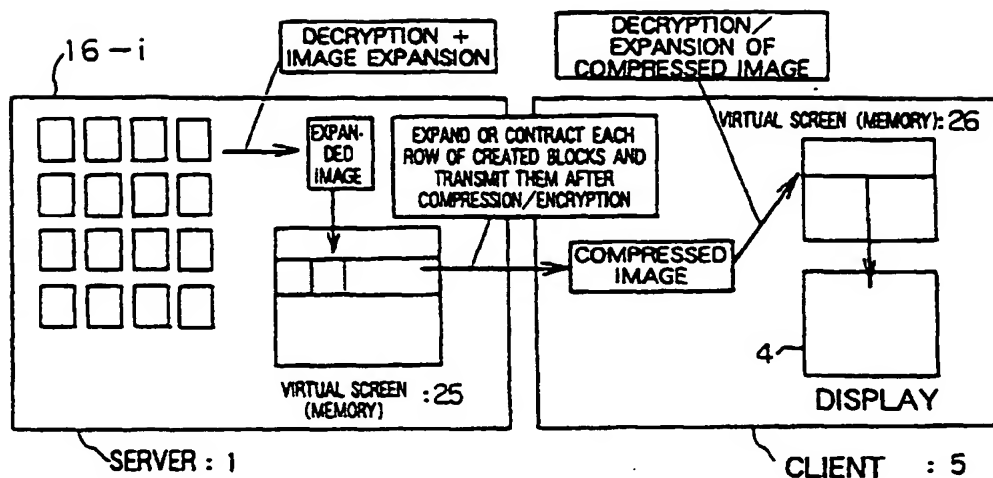 16-i
DECRYPTION +
IMAGE EXPANSION
DECRYPTION/
EXPANSION OF
COMPRESSED IMAGE
EXPAN-
DED
IMAGE
EXPAND OR CONTRACT EACH
ROW OF CREATED BLOCKS AND
TRANSMIT THEM AFTER
COMPRESSION/ENCRYPTION
VIRTUAL SCREEN (MEMORY): 26
COMPRESSED
IMAGE
VIRTUAL SCREEN : 25
(MEMORY)
4
DISPLAY
SERVER : 1
CLIENT : 5